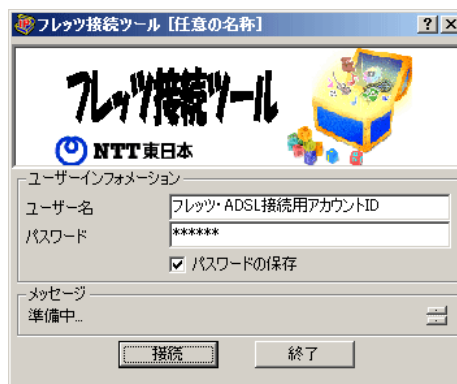 フレッツ接続ツール [任意の名称]
フレッツ接続ツール
NTT東日本
ユーザーインフォメーション
ユーザー名 フレッツ・ADSL接続用アカウントID
パスワード ******
パスワードの保存
メッセージ
準備中...
接続 終了